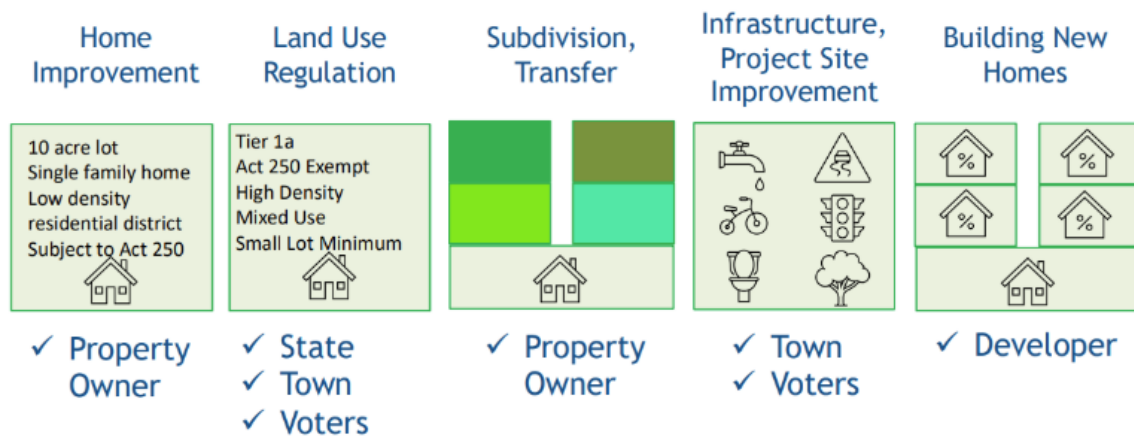 Home
Improvement
Land Use
Regulation
Subdivision,
Transfer
Infrastructure,
Project Site
Improvement
Building New
Homes
10 acre lot
Single family home
Low density
residential district
Subject to Act 250
Tier 1a
Act 250 Exempt
High Density
Mixed Use
Small Lot Minimum
%
%
%
%
✓ Property
Owner
✓ State
✓ Town
✓ Voters
✓ Property
Owner
✓ Town
✓ Voters
✓ Developer